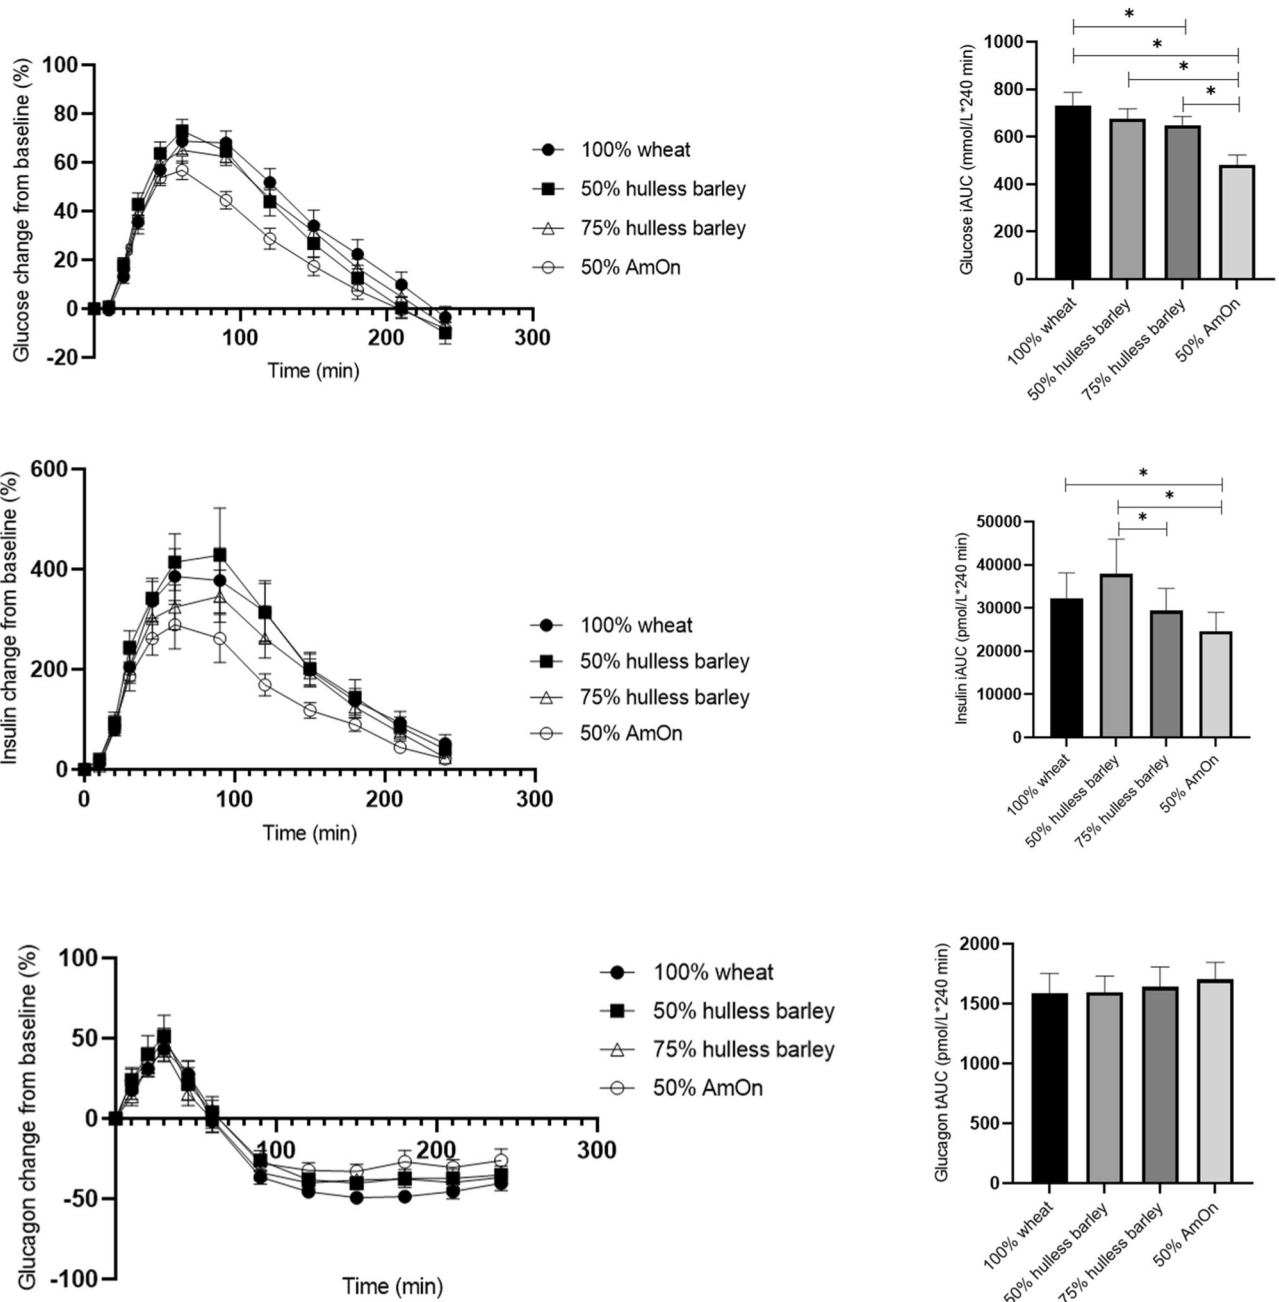 Glucose change from baseline (%)
100
80
60
40
20
0
-20
100
200
300
Time (min)
100% wheat
50% hulless barley
75% hulless barley
50% AmOn
Glucose iAUC (mmol/L*240 min)
1000
800
600
400
200
0
*
*
*
*
100% wheat
50% hulless barley
75% hulless barley
50% AmOn
Insulin change from baseline (%)
600
400
200
0
0
100
200
300
Time (min)
100% wheat
50% hulless barley
75% hulless barley
50% AmOn
Insulin iAUC (pmol/L*240 min)
50000
40000
30000
20000
10000
0
*
*
*
100% wheat
50% hulless barley
75% hulless barley
50% AmOn
Glucagon change from baseline (%)
100
50
0
-50
-100
100
200
300
Time (min)
100% wheat
50% hulless barley
75% hulless barley
50% AmOn
Glucagon tAUC (pmol/L*240 min)
2000
1500
1000
500
0
100% wheat
50% hulless barley
75% hulless barley
50% AmOn